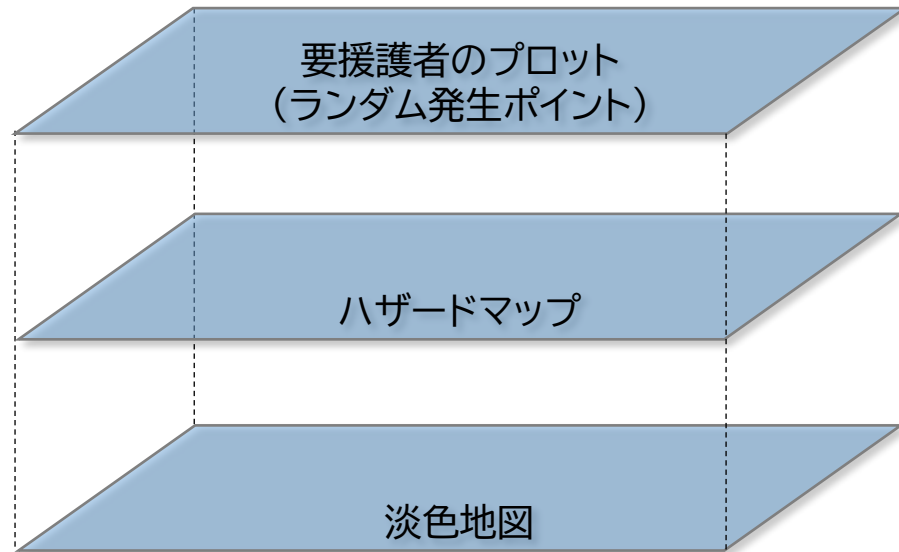 要援護者のプロット
（ランダム発生ポイント）
ハザードマップ
淡色地図